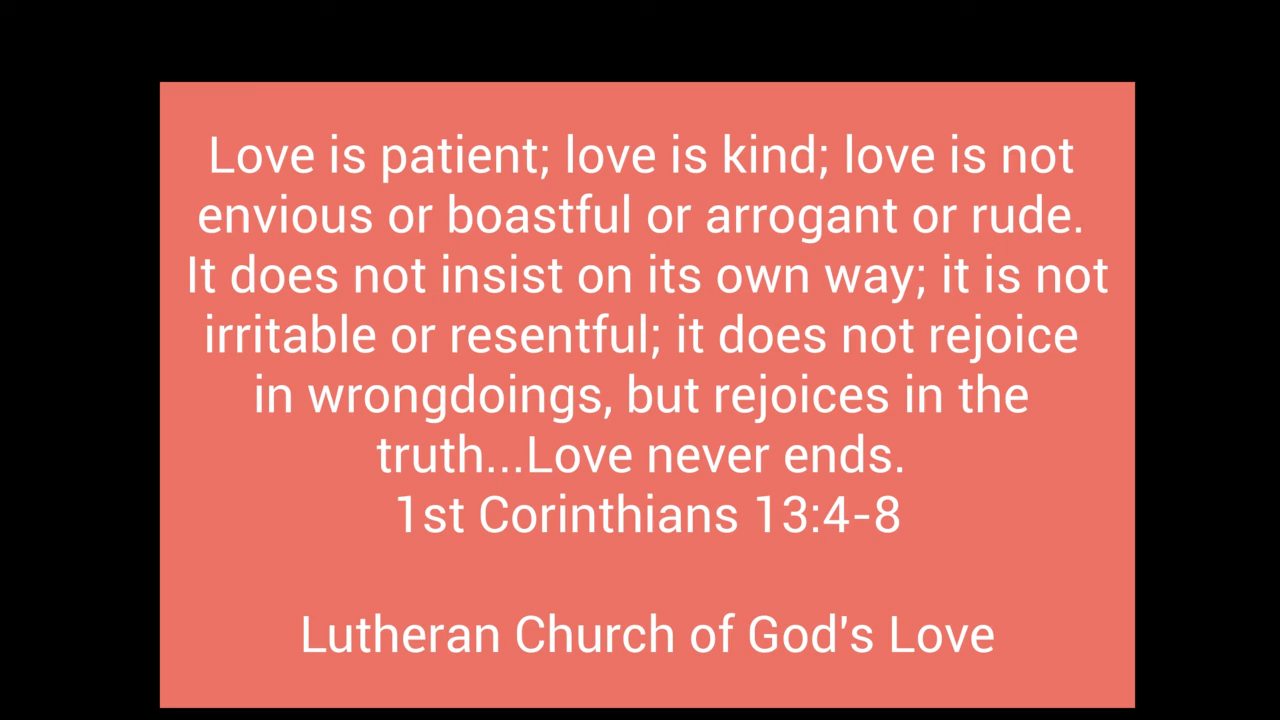 Love is patient; love is kind; love is not
envious or boastful or arrogant or rude.
It does not insist on its own way; it is not
irritable or resentful; it does not rejoice
in wrongdoings, but rejoices in the
truth...Love never ends.
1st Corinthians 13:4-8
Lutheran Church of God's Love